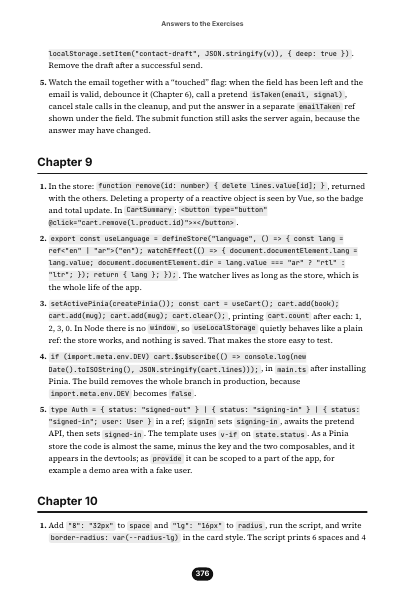 Answers to the Exercises
localStorage.setItem("contact-draft", JSON.stringify(v)), { deep: true }).
Remove the draft after a successful send.
5. Watch the email together with a “touched” flag: when the field has been left and the
email is valid, debounce it (Chapter 6), call a pretend isTaken(email, signal),
cancel stale calls in the cleanup, and put the answer in a separate emailTaken ref
shown under the field. The submit function still asks the server again, because the
answer may have changed.
Chapter 9
1. In the store: function remove(id: number) { delete lines.value[id]; }, returned
with the others. Deleting a property of a reactive object is seen by Vue, so the badge
and total update. In CartSummary: <button type="button"
@click="cart.remove(l.product.id)">×</button>.
2. export const useLanguage = defineStore("language", () => { const lang =
ref<"en" | "ar">("en"); watchEffect(() => { document.documentElement.lang =
lang.value; document.documentElement.dir = lang.value === "ar" ? "rtl" :
"ltr"; }); return { lang }; });. The watcher lives as long as the store, which is
the whole life of the app.
3. setActivePinia(createPinia()); const cart = useCart(); cart.add(book);
cart.add(mug); cart.add(mug); cart.clear();, printing cart.count after each: 1,
2, 3, 0. In Node there is no window, so useLocalStorage quietly behaves like a plain
ref: the store works, and nothing is saved. That makes the store easy to test.
4. if (import.meta.env.DEV) cart.$subscribe(() => console.log(new
Date().toISOString(), JSON.stringify(cart.lines)));, in main.ts after installing
Pinia. The build removes the whole branch in production, because
import.meta.env.DEV becomes false.
5. type Auth = { status: "signed-out" } | { status: "signing-in" } | { status:
"signed-in"; user: User } in a ref; signIn sets signing-in, awaits the pretend
API, then sets signed-in. The template uses v-if on state.status. As a Pinia
store the code is almost the same, minus the key and the two composables, and it
appears in the devtools; as provide it can be scoped to a part of the app, for
example a demo area with a fake user.
Chapter 10
1. Add "8": "32px" to space and "lg": "16px" to radius, run the script, and write
border-radius: var(--radius-lg) in the card style. The script prints 6 spaces and 4
376